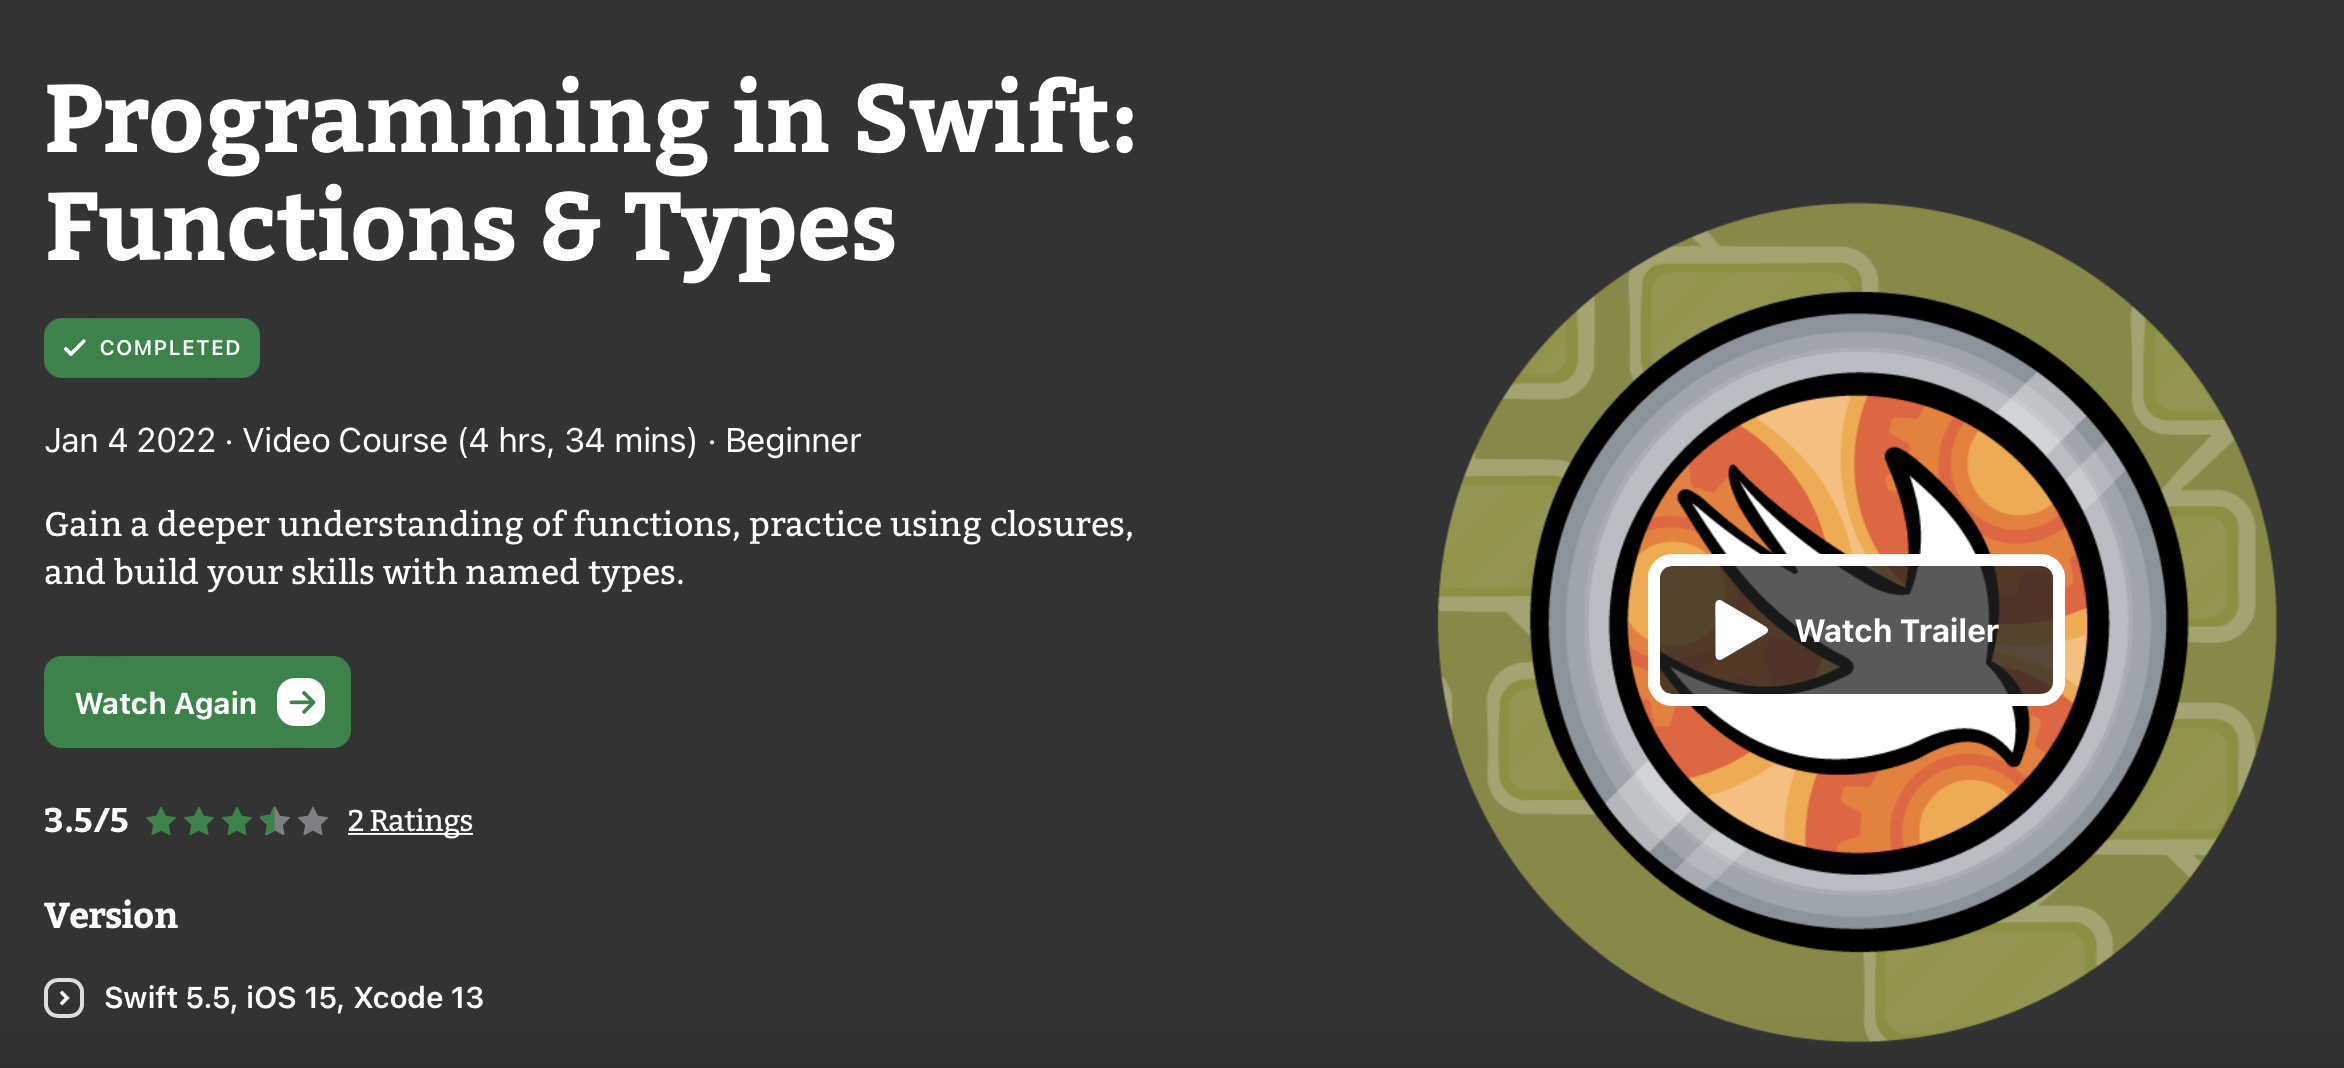 Programming in Swift:
Functions & Types
COMPLETED
Jan 4 2022 · Video Course (4 hrs, 34 mins) · Beginner
Gain a deeper understanding of functions, practice using closures,
and build your skills with named types.
Watch Again
3.5/5 2 Ratings
Version
Swift 5.5, iOS 15, Xcode 13
Watch Trailer